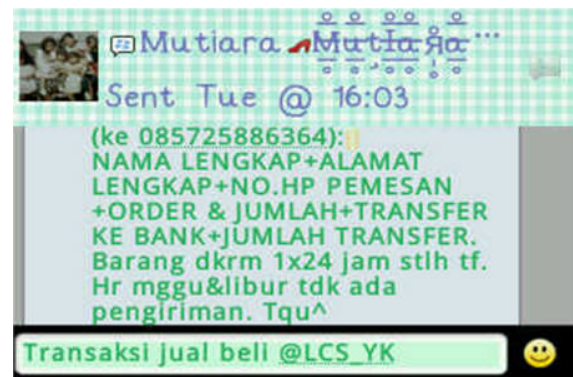 Mutiara MutIaЯa...
Sent Tue @ 16:03
(ke 085725886364):
NAMA LENGKAP+ALAMAT
LENGKAP+NO.HP PEMESAN
+ORDER & JUMLAH+TRANSFER
KE BANK+JUMLAH TRANSFER.
Barang dkrm 1x24 jam stlh tf.
Hr mggu&libur tdk ada
pengiriman. Tqu^
Transaksi jual beli @LCS_YK